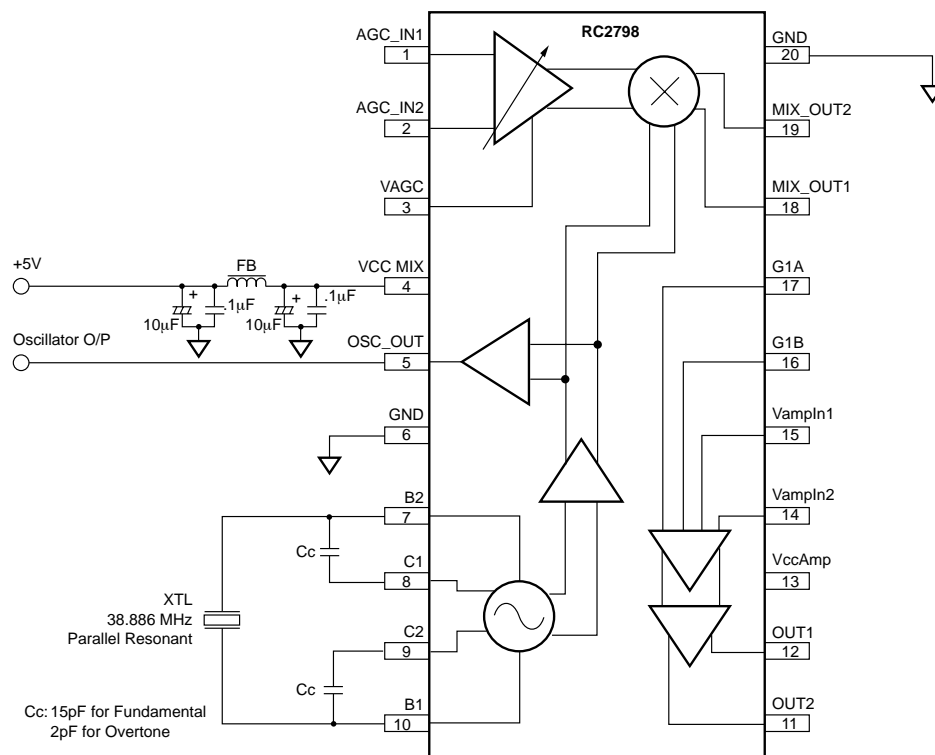 RC2798
AGC_IN1
1
AGC_IN2
2
VAGC
3
+5V
FB
VCC MIX
4
+
.1µF
10µF
+
.1µF
10µF
Oscillator O/P
OSC_OUT
5
GND
6
B2
7
Cc
C1
8
XTL
38.886 MHz
Parallel Resonant
C2
9
Cc
B1
10
Cc: 15pF for Fundamental
2pF for Overtone
GND
20
MIX_OUT2
19
MIX_OUT1
18
G1A
17
G1B
16
VampIn1
15
VampIn2
14
VccAmp
13
OUT1
12
OUT2
11